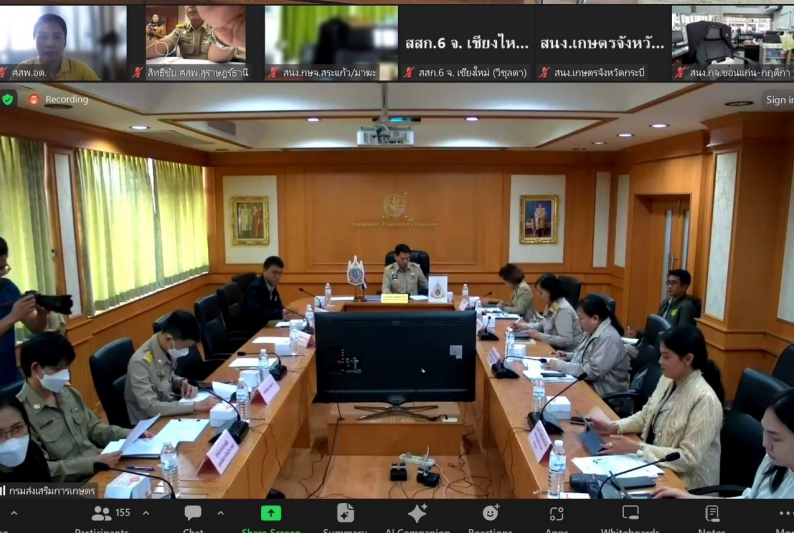 ศสพ.อต.
สิทธิชัย ศสพ.สุราษฎร์ธานี
สนง.กษจ.สระแก้ว/มาฆะ
สสก.6 จ. เชียงให...
สสก.6 จ. เชียงใหม่ (วิชุลดา)
สนง.เกษตรจังหวั...
สนง.เกษตรจังหวัดกระบี่
สนง.กจ.ขอนแก่น-กฤติกา
Recording
Sign in
Department of Agricultural Extension
กรมส่งเสริมการเกษตร
155
Participants
Chat
Share Screen
Summary
AI Companion
Reactions
Apps
Whiteboards
Notes